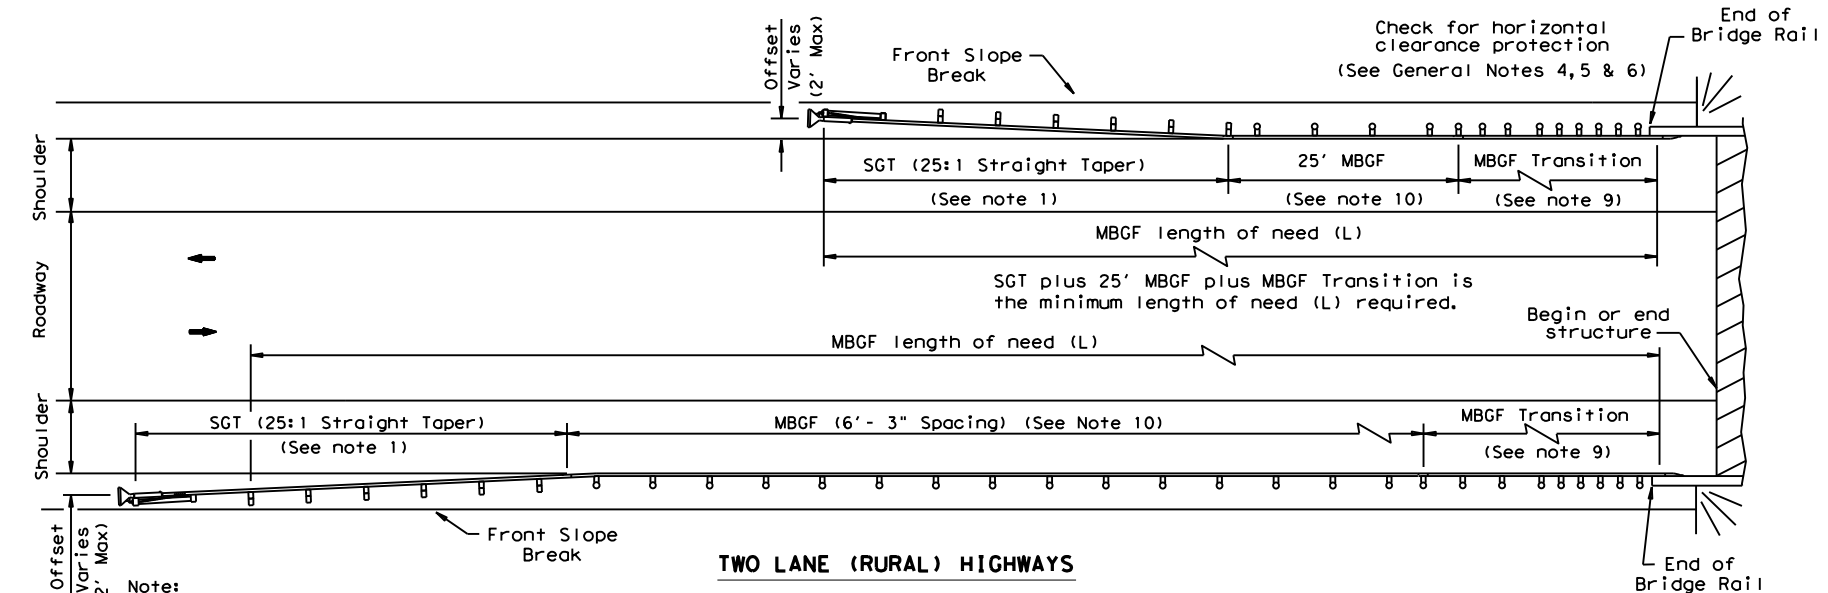 Offset
Varies
(2' Max)
Front Slope
Break
Check for horizontal
clearance protection
(See General Notes 4,5 & 6)
End of
Bridge Rail
Shoulder
SGT (25:1 Straight Taper)
(See note 1)
25' MBGF
(See note 10)
MBGF Transition
(See note 9)
MBGF length of need (L)
SGT plus 25' MBGF plus MBGF Transition is
the minimum length of need (L) required.
Roadway
Begin or end
structure
MBGF length of need (L)
Shoulder
SGT (25:1 Straight Taper)
(See note 1)
MBGF (6'- 3" Spacing) (See Note 10)
MBGF Transition
(See note 9)
Offset
Varies
2' Max)
Front Slope
Break
Note:
TWO LANE (RURAL) HIGHWAYS
End of
Bridge Rail